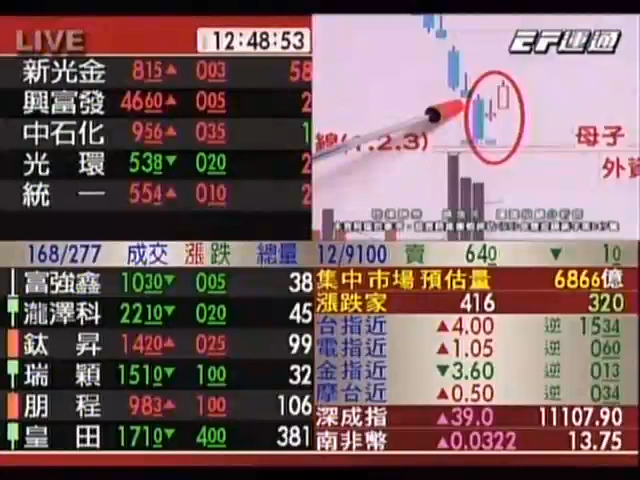 LIVE 12:48:53
新光金 815▲ 003 58
興富發 4660▲ 005 2
中石化 956▲ 035 1
光環 538▼ 020
統一 554▲ 010 2
EF運通
線(1.2.3)
母子
外資
168/277 成交 漲跌 總量
富強鑫 1030▼ 005 38
瀧澤科 2210▼ 020 45
鈦昇 1420▲ 025 99
瑞穎 1510▼ 100 32
朋程 983▲ 100 106
皇田 1710▼ 400 381
12/9100 賣 640 ▼ 10
集中市場預估量 6866億
漲跌家 416 320
台指近 ▲4.00 逆 1534
電指近 ▲1.05 逆 060
金指近 ▼3.60 逆 013
摩台近 ▲0.50 逆 034
深成指 ▲39.0 11107.90
南非幣 ▲0.0322 13.75